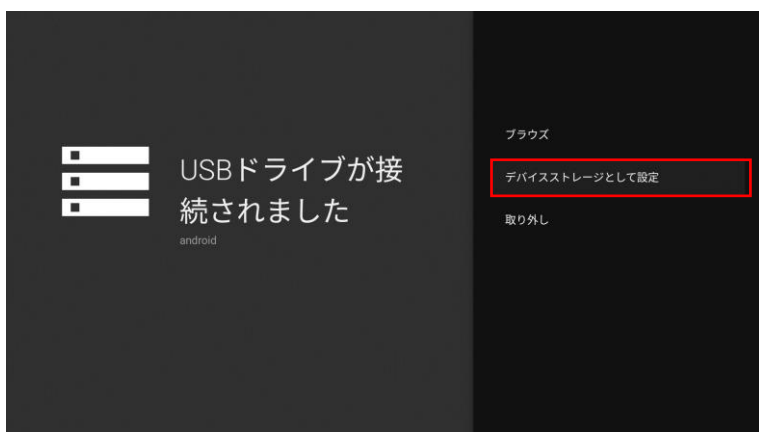 USBドライブが接
続されました
android
ブラウズ
デバイスストレージとして設定
取り外し